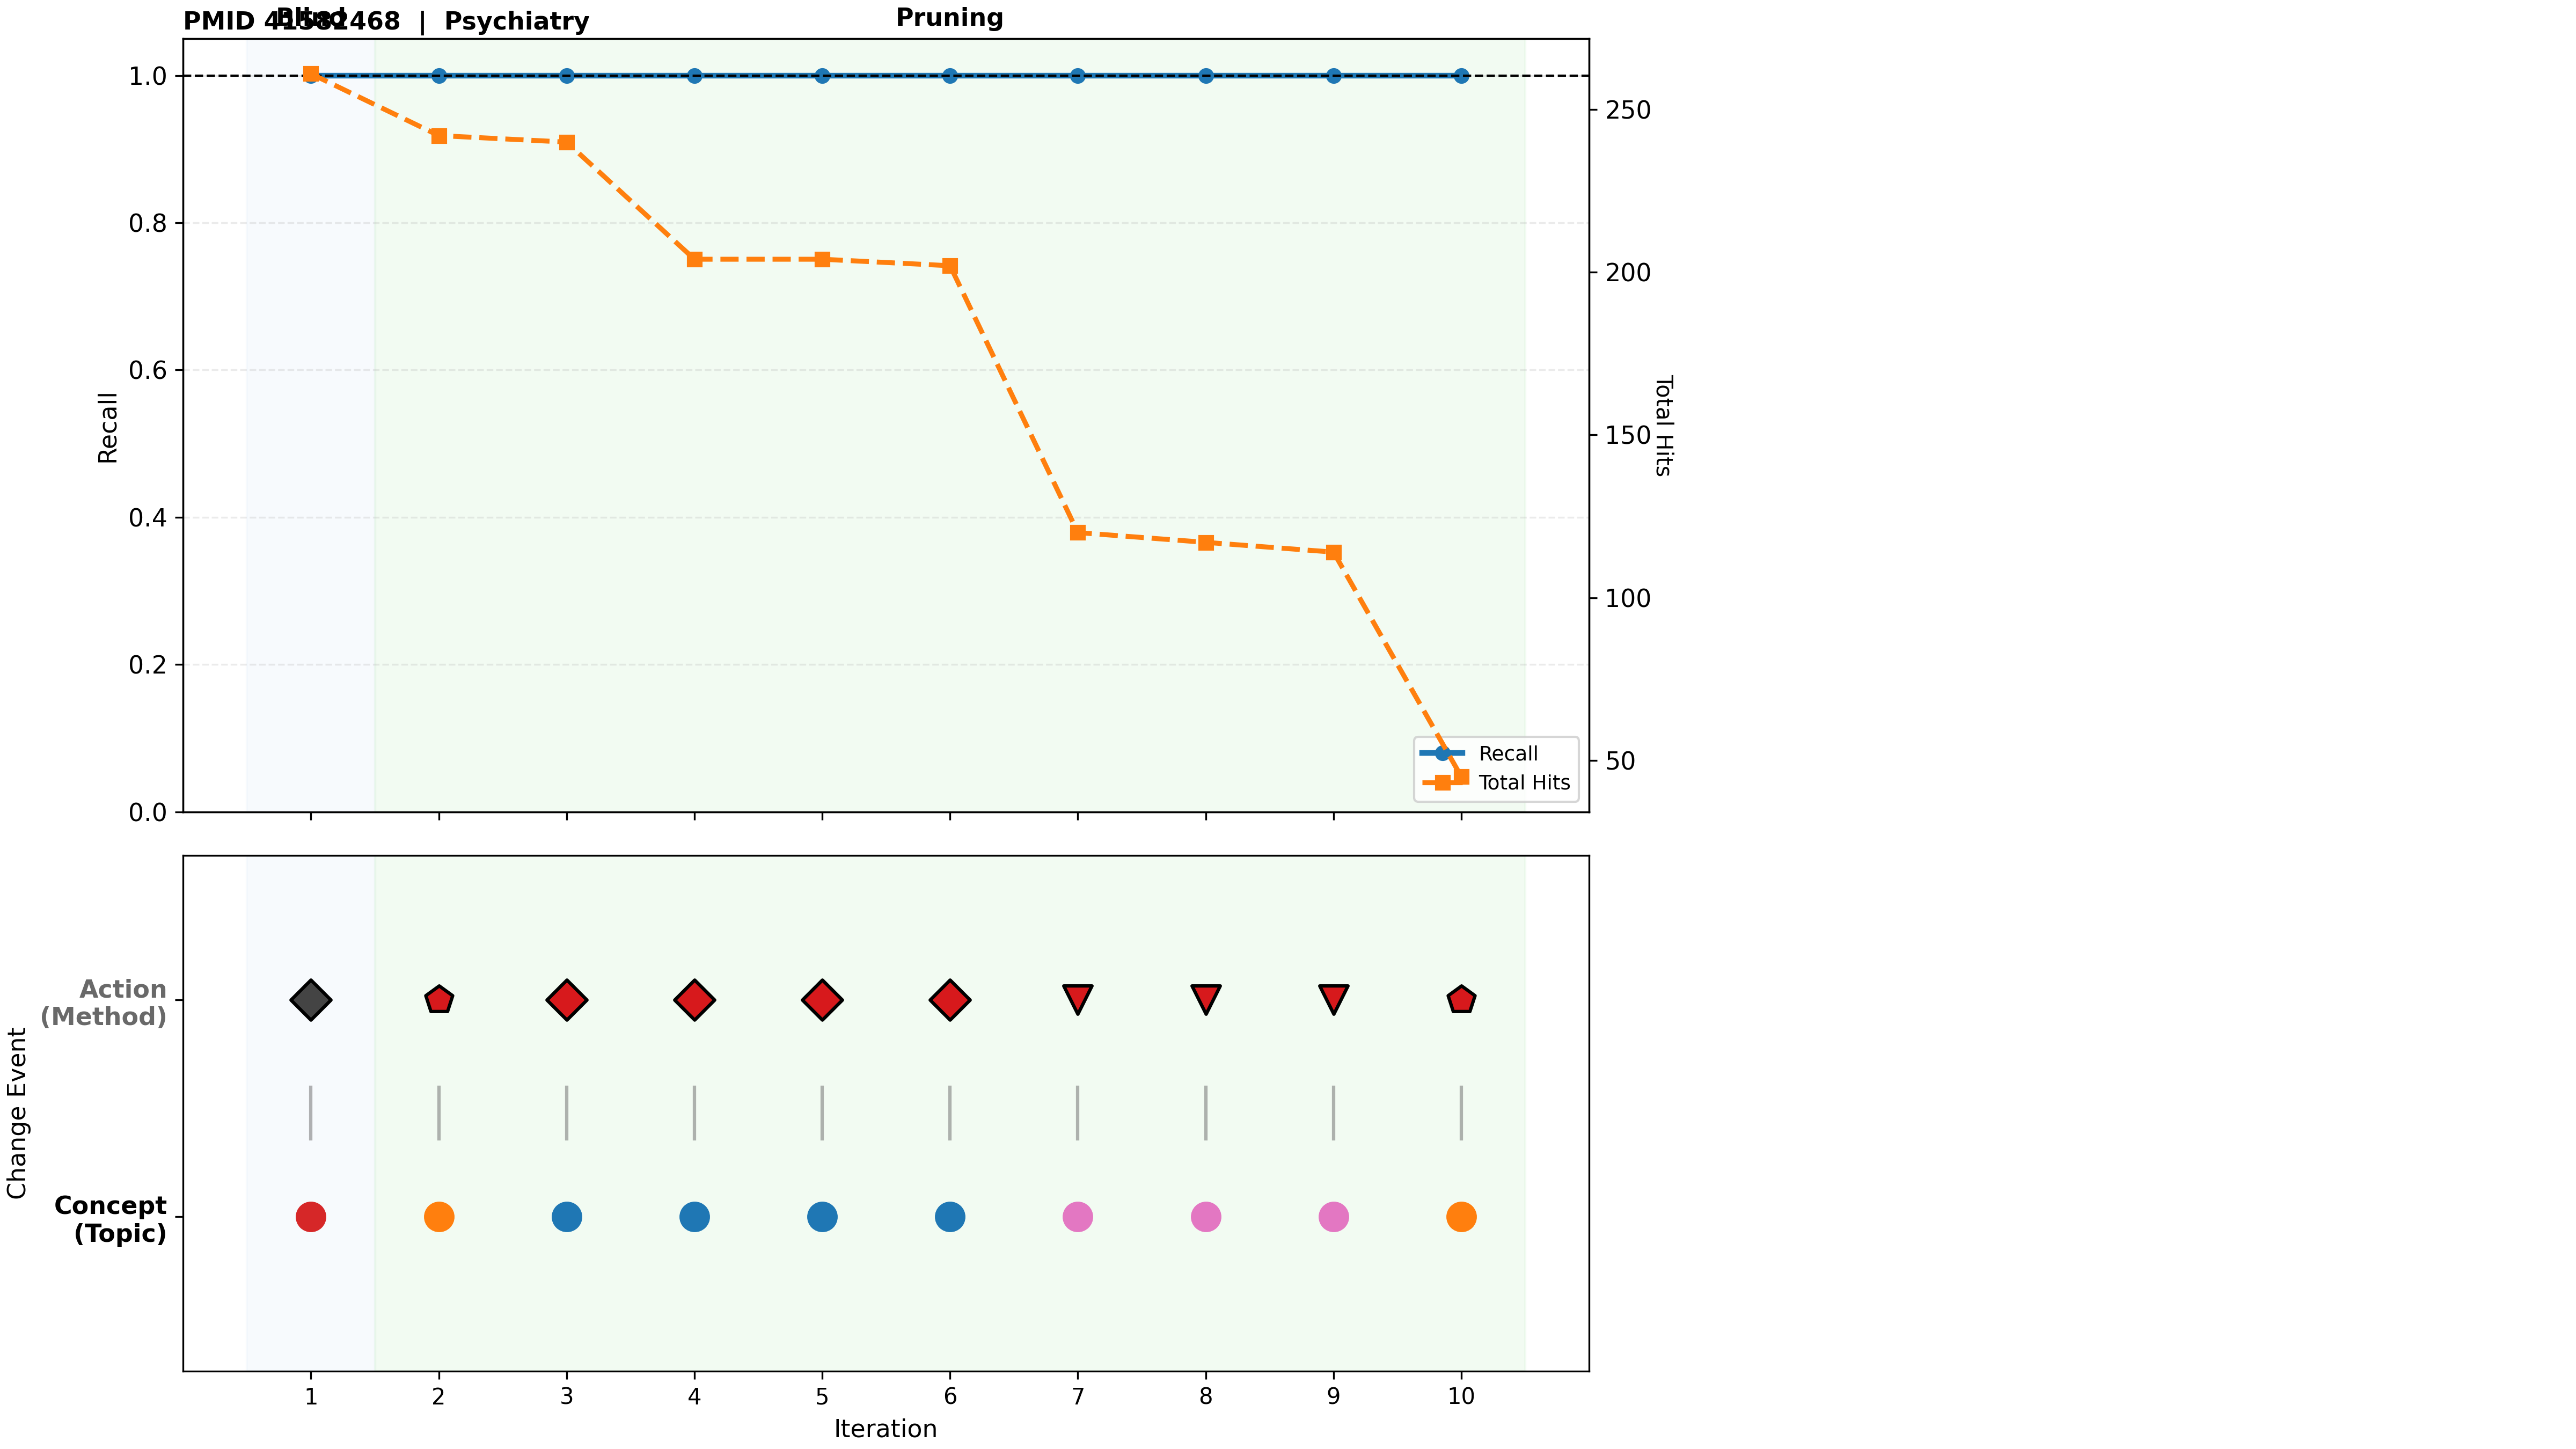 PMID 41582468 | Psychiatry
Blind
Pruning
1.0
0.8
0.6
0.4
0.2
0.0
Recall
250
200
150
100
50
Total Hits
Recall
Total Hits
Action
(Method)
Concept
(Topic)
Change Event
1 2 3 4 5 6 7 8 9 10
Iteration